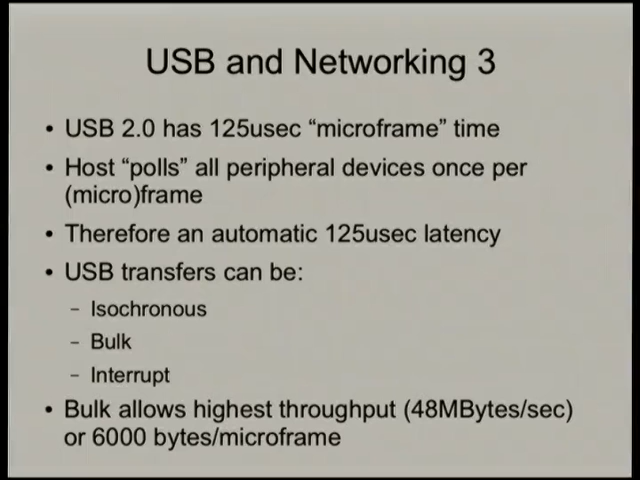 USB and Networking 3
• USB 2.0 has 125usec “microframe” time
• Host “polls” all peripheral devices once per
(micro)frame
• Therefore an automatic 125usec latency
• USB transfers can be:
– Isochronous
– Bulk
– Interrupt
• Bulk allows highest throughput (48MBytes/sec)
or 6000 bytes/microframe